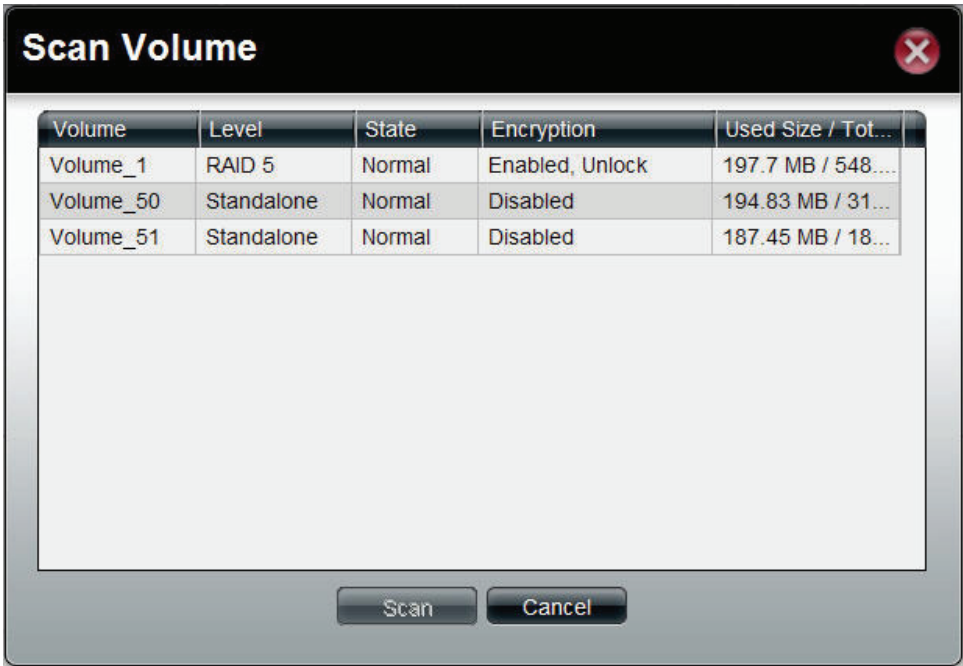 Scan Volume
Volume Level State Encryption Used Size / Tot...
Volume_1 RAID 5 Normal Enabled, Unlock 197.7 MB / 548....
Volume_50 Standalone Normal Disabled 194.83 MB / 31...
Volume_51 Standalone Normal Disabled 187.45 MB / 18...
Scan Cancel